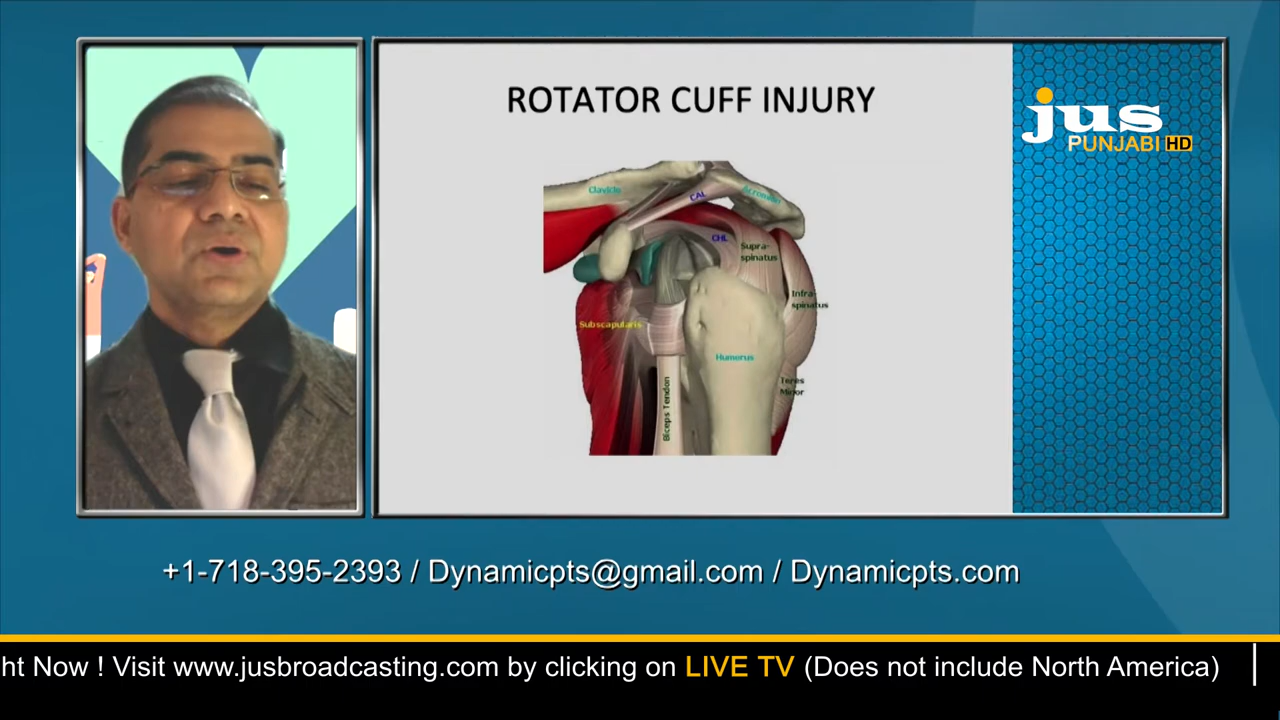 ROTATOR CUFF INJURY
jus
PUNJABI HD
Clavicle
CAL
Acromion
CHL
Supra-
spinatus
Infra-
spinatus
Subscapularis
Humerus
Teres
Minor
Biceps Tendon
+1-718-395-2393 / Dynamicpts@gmail.com / Dynamicpts.com
ht Now ! Visit www.jusbroadcasting.com by clicking on LIVE TV (Does not include North America) |